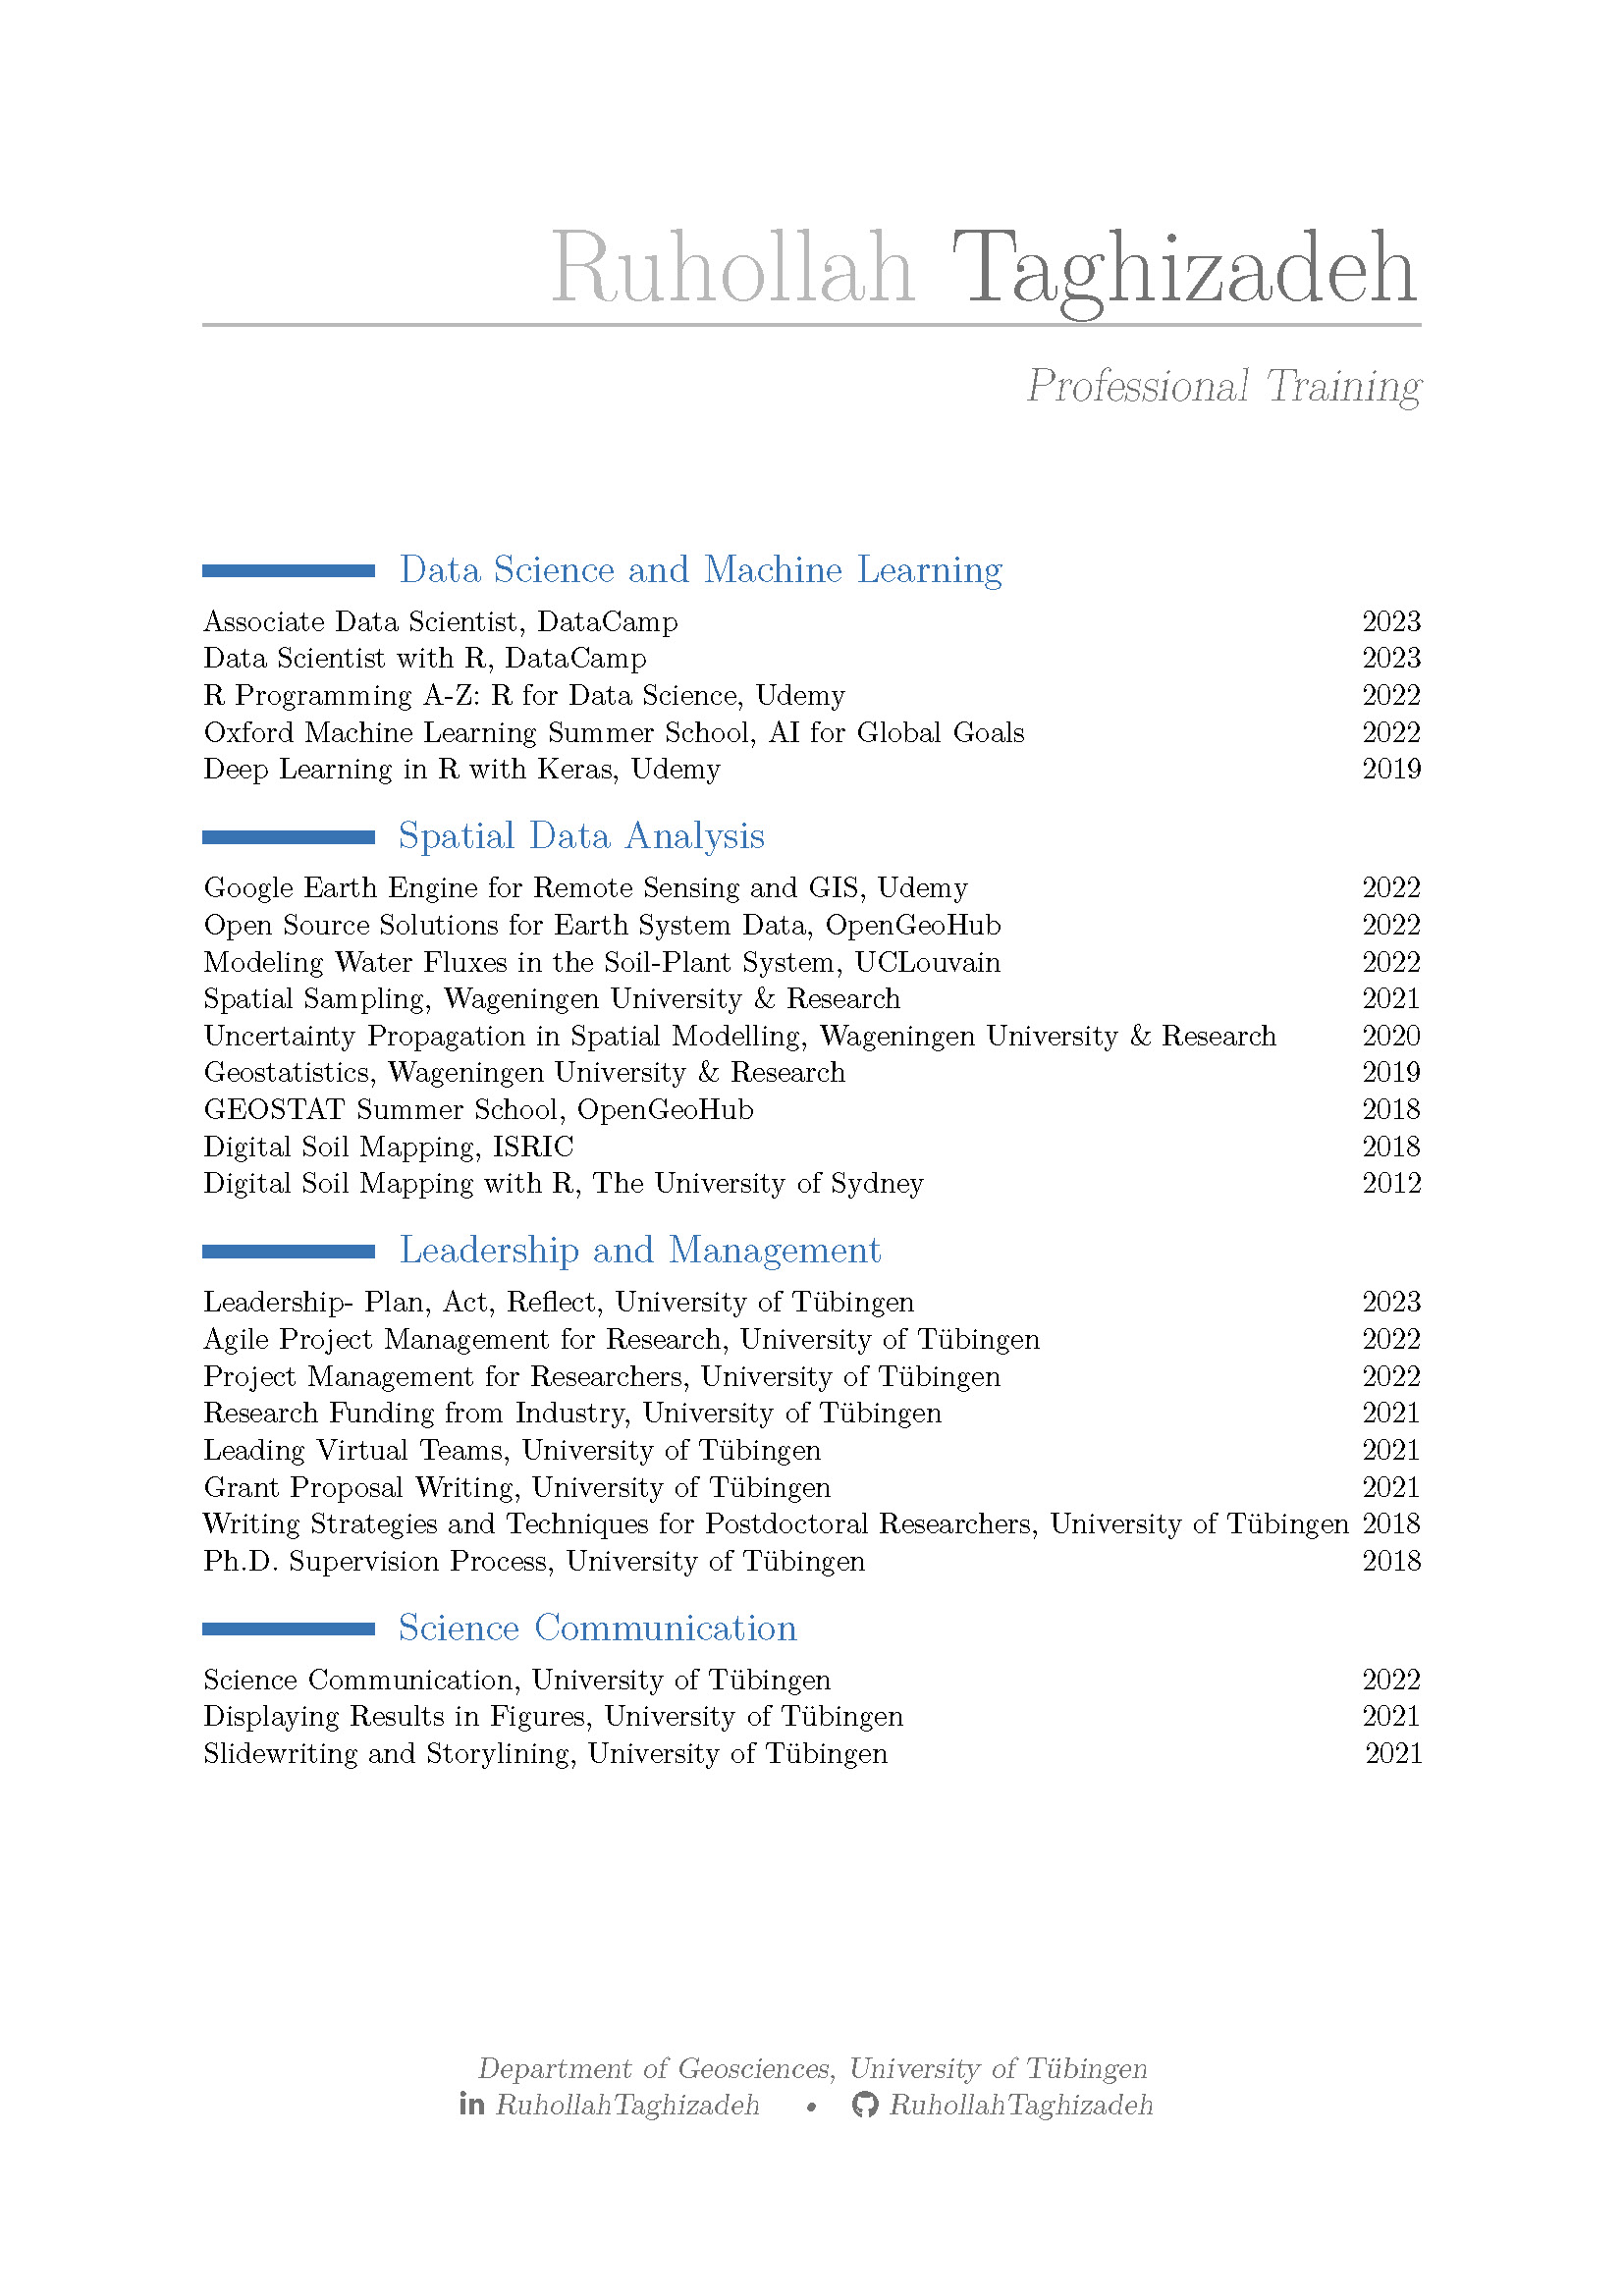 Ruhollah Taghizadeh
Professional Training
Data Science and Machine Learning
Associate Data Scientist, DataCamp 2023
Data Scientist with R, DataCamp 2023
R Programming A-Z: R for Data Science, Udemy 2022
Oxford Machine Learning Summer School, AI for Global Goals 2022
Deep Learning in R with Keras, Udemy 2019
Spatial Data Analysis
Google Earth Engine for Remote Sensing and GIS, Udemy 2022
Open Source Solutions for Earth System Data, OpenGeoHub 2022
Modeling Water Fluxes in the Soil-Plant System, UCLouvain 2022
Spatial Sampling, Wageningen University & Research 2021
Uncertainty Propagation in Spatial Modelling, Wageningen University & Research 2020
Geostatistics, Wageningen University & Research 2019
GEOSTAT Summer School, OpenGeoHub 2018
Digital Soil Mapping, ISRIC 2018
Digital Soil Mapping with R, The University of Sydney 2012
Leadership and Management
Leadership- Plan, Act, Reflect, University of Tübingen 2023
Agile Project Management for Research, University of Tübingen 2022
Project Management for Researchers, University of Tübingen 2022
Research Funding from Industry, University of Tübingen 2021
Leading Virtual Teams, University of Tübingen 2021
Grant Proposal Writing, University of Tübingen 2021
Writing Strategies and Techniques for Postdoctoral Researchers, University of Tübingen 2018
Ph.D. Supervision Process, University of Tübingen 2018
Science Communication
Science Communication, University of Tübingen 2022
Displaying Results in Figures, University of Tübingen 2021
Slidewriting and Storylining, University of Tübingen 2021
Department of Geosciences, University of Tübingen
in RuhollahTaghizadeh • RuhollahTaghizadeh